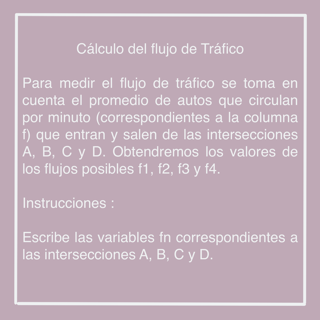 Cálculo del flujo de Tráfico
Para medir el flujo de tráfico se toma en
cuenta el promedio de autos que circulan
por minuto (correspondientes a la columna
f) que entran y salen de las intersecciones
A, B, C y D. Obtendremos los valores de
los flujos posibles f1, f2, f3 y f4.
Instrucciones :
Escribe las variables fn correspondientes a
las intersecciones A, B, C y D.